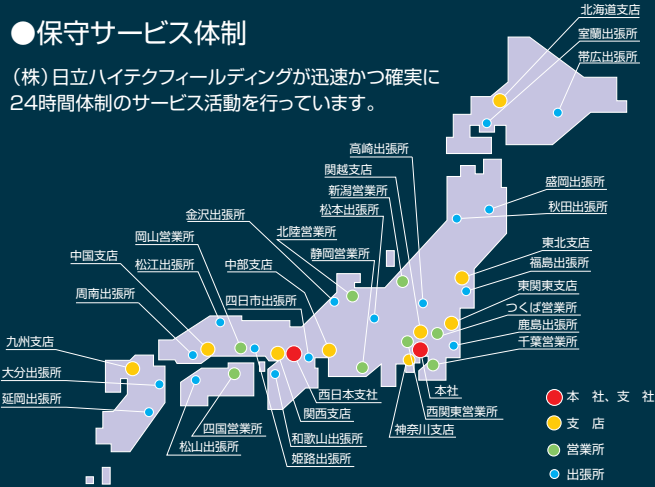 ●保守サービス体制
(株)日立ハイテクフィールディングが迅速かつ確実に
24時間体制のサービス活動を行っています。
北海道支店
室蘭出張所
帯広出張所
高崎出張所
関越支店
新潟営業所
松本出張所
盛岡出張所
秋田出張所
金沢出張所
北陸営業所
岡山営業所
静岡営業所
中国支店
松江出張所
中部支店
東北支店
福島出張所
周南出張所
四日市出張所
東関東支店
つくば営業所
鹿島出張所
千葉営業所
九州支店
大分出張所
延岡出張所
西日本支社
本社
関西支店
西関東営業所
四国営業所
和歌山出張所
神奈川支店
松山出張所
姫路出張所
本 社、支 社
支 店
営業所
出張所